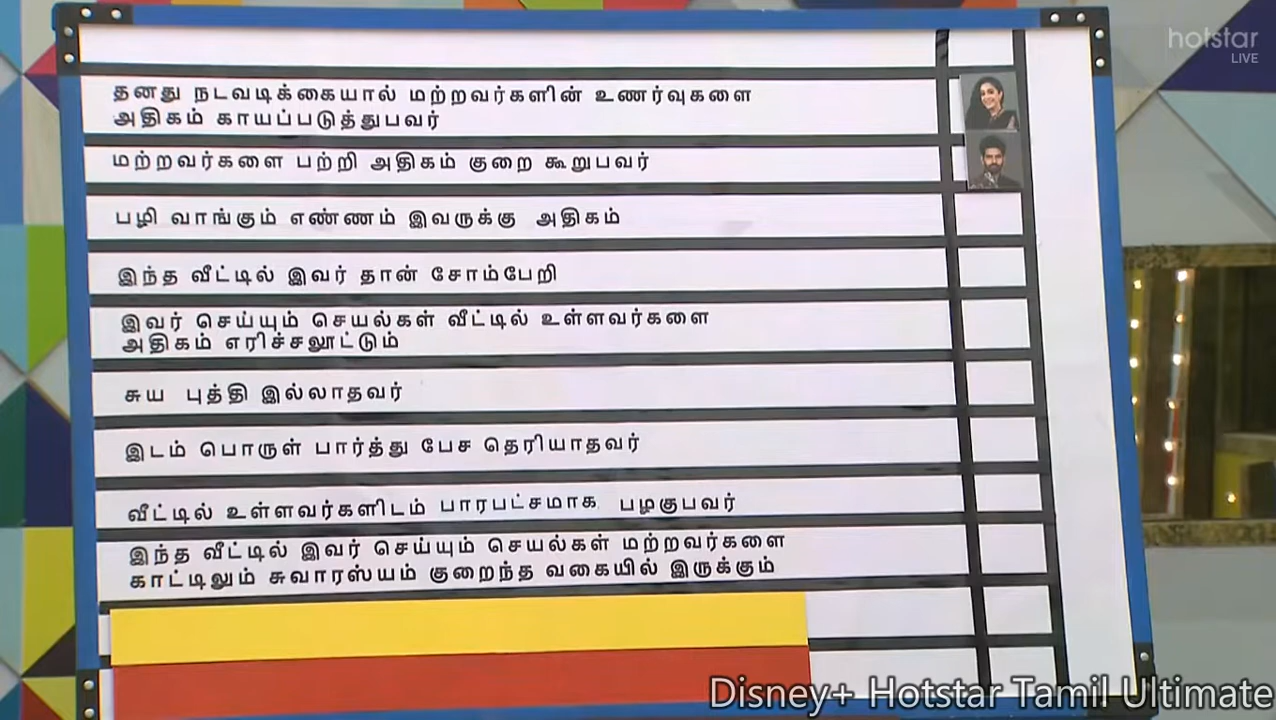 hotstar
LIVE
தனது நடவடிக்கையால் மற்றவர்களின் உணர்வுகளை
அதிகம் காயப்படுத்துபவர்
மற்றவர்களை பற்றி அதிகம் குறை கூறுபவர்
பழி வாங்கும் எண்ணம் இவருக்கு அதிகம்
இந்த வீட்டில் இவர் தான் சோம்பேறி
இவர் செய்யும் செயல்கள் வீட்டில் உள்ளவர்களை
அதிகம் எரிச்சலூட்டும்
சுய புத்தி இல்லாதவர்
இடம் பொருள் பார்த்து பேச தெரியாதவர்
வீட்டில் உள்ளவர்களிடம் பாரபட்சமாக பழகுபவர்
இந்த வீட்டில் இவர் செய்யும் செயல்கள் மற்றவர்களை
காட்டிலும் சுவாரஸ்யம் குறைந்த வகையில் இருக்கும்
Disney+ Hotstar Tamil Ultimate